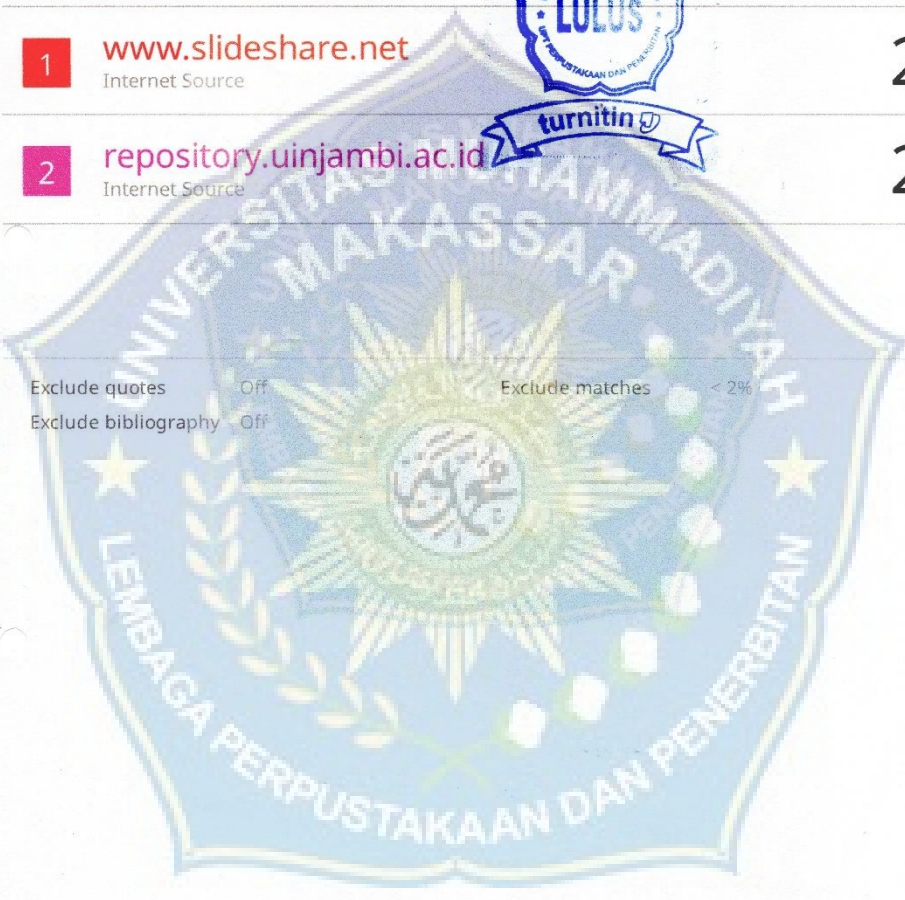 LULUS
UPT PERPUSTAKAAN DAN PENERBITAN
1 www.slideshare.net 2
Internet Source
turnitin
2 repository.uinjambi.ac.id 2
Internet Source
UNIVERSITAS MUHAMMADIYAH
MAKASSAR
Exclude quotes Off Exclude matches < 2%
Exclude bibliography Off
LEMBAGA PERPUSTAKAAN DAN PENERBITAN